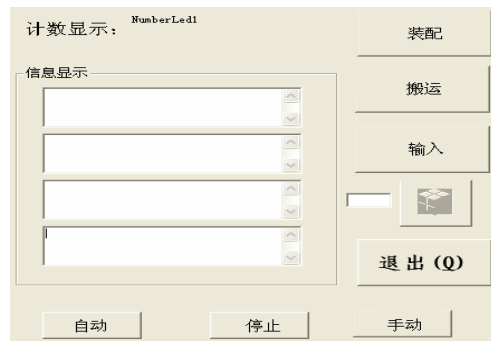 计数显示： NumberLed1
装配
信息显示
搬运
输入
退 出 (Q)
自动
停止
手动